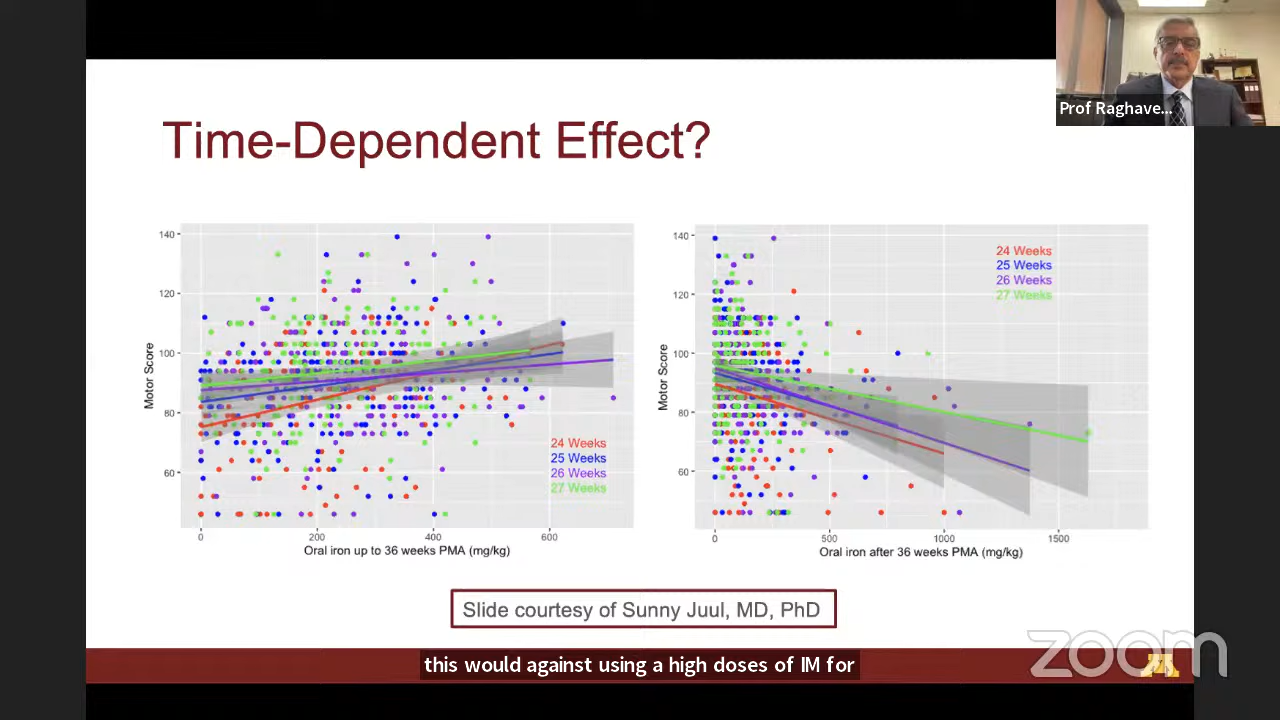 Prof Raghave...
Time-Dependent Effect?
140
120
100
80
60
Motor Score
24 Weeks
25 Weeks
26 Weeks
27 Weeks
0
200
400
600
Oral iron up to 36 weeks PMA (mg/kg)
140
120
100
80
60
Motor Score
24 Weeks
25 Weeks
26 Weeks
27 Weeks
0
500
1000
1500
Oral iron after 36 weeks PMA (mg/kg)
Slide courtesy of Sunny Juul, MD, PhD
zoom
this would against using a high doses of IM for